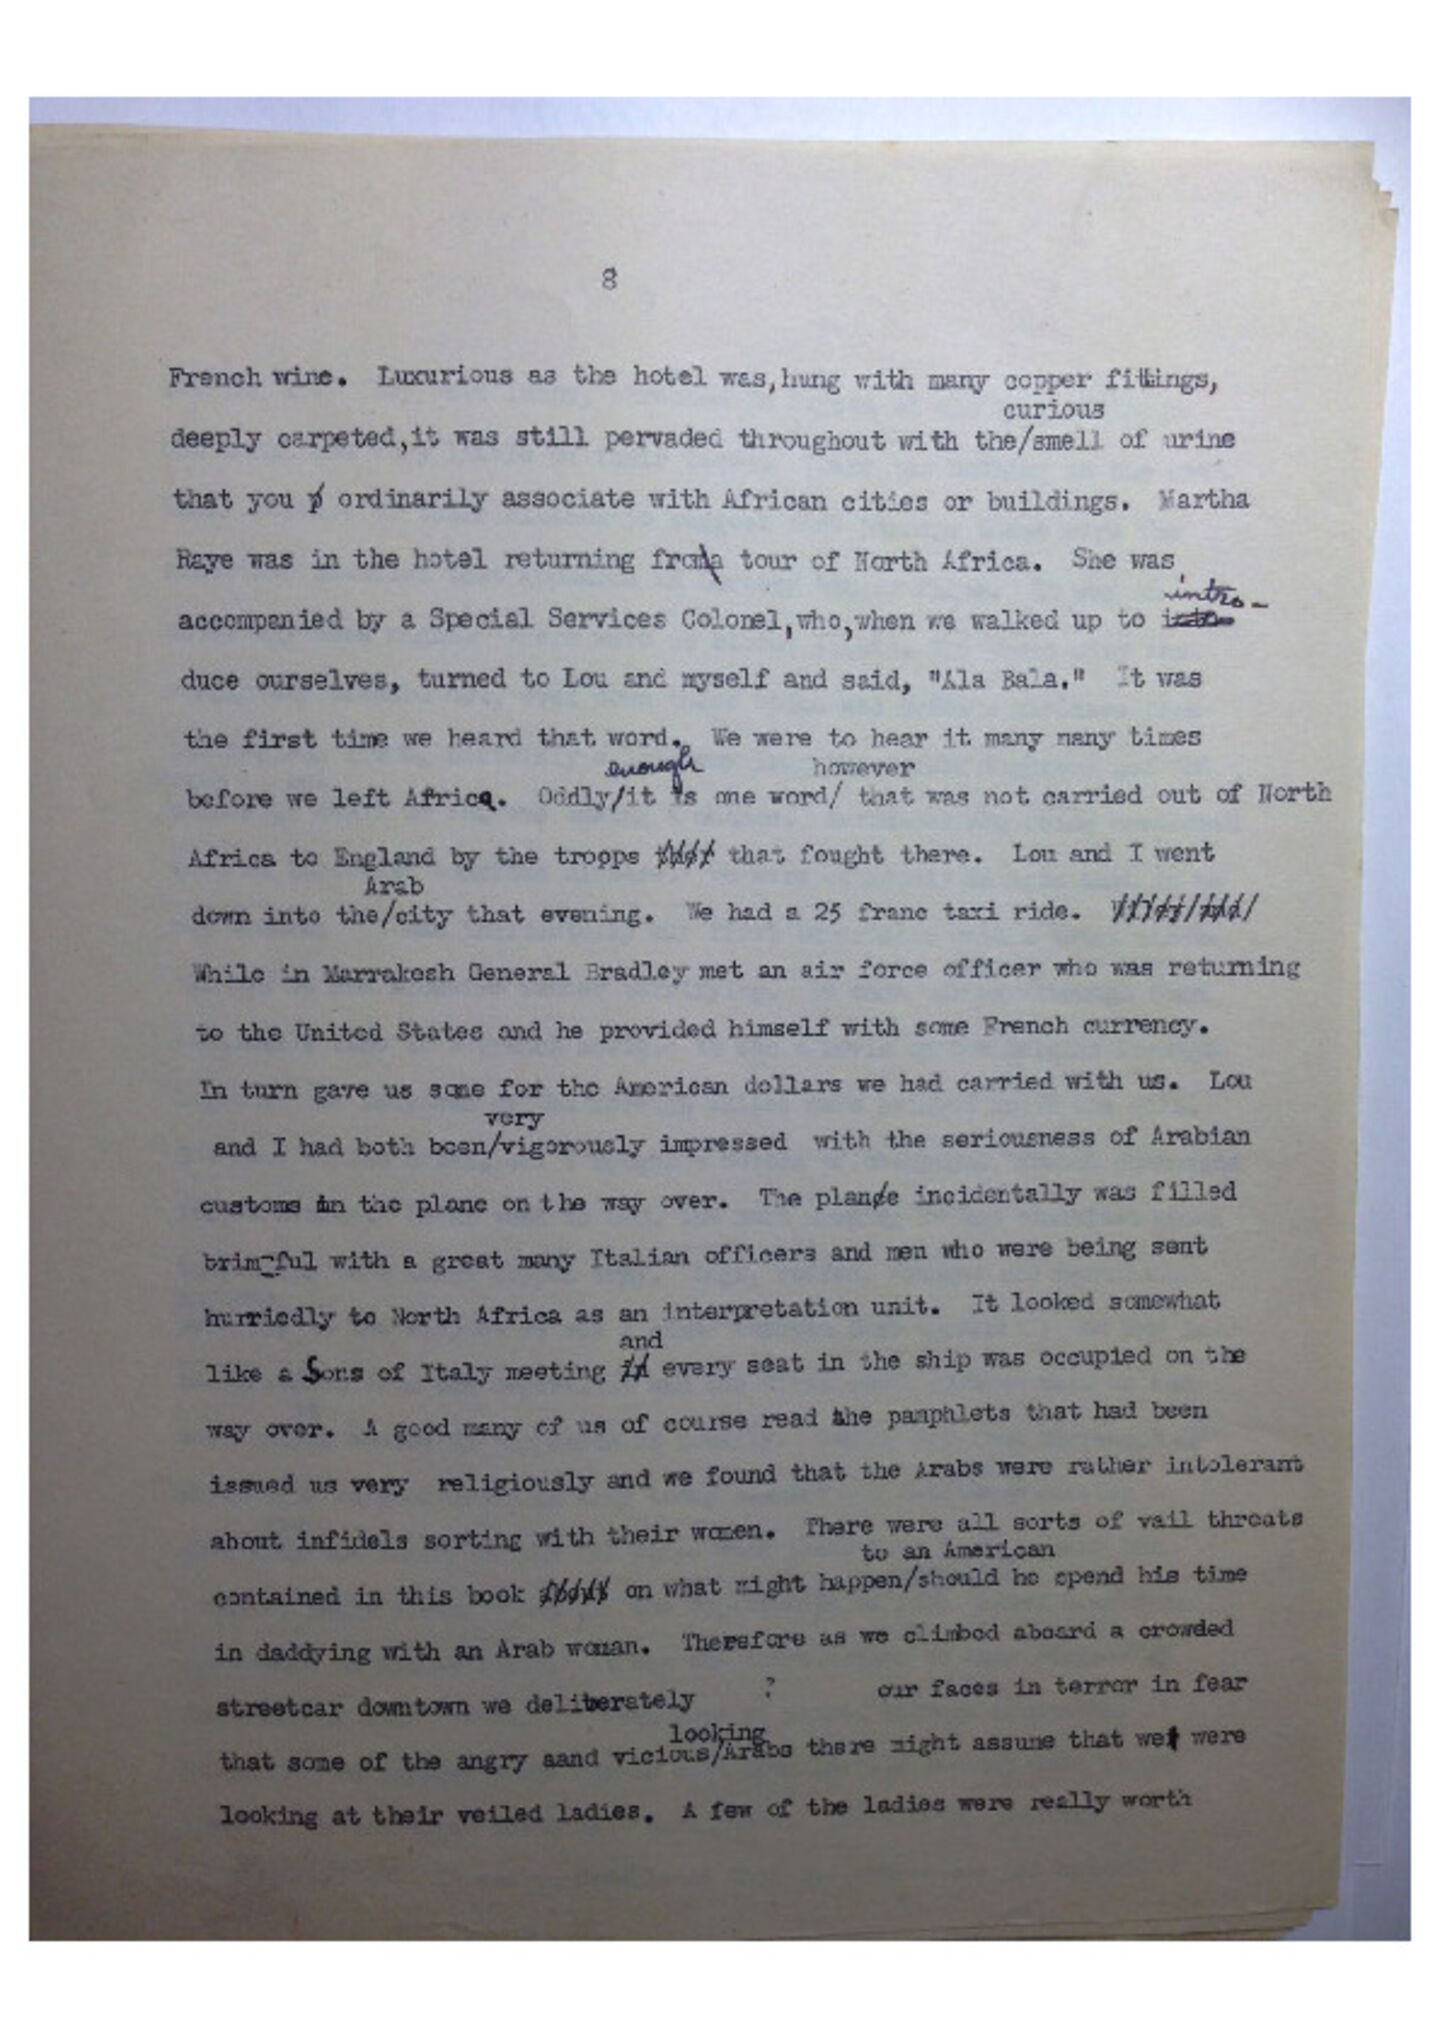 8
French wine. Luxurious as the hotel was,hung with many copper fittings,
curious
deeply carpeted,it was still pervaded throughout with the/smell of urine
that you ordinarily associate with African cities or buildings. Martha
Raye was in the hotel returning from a tour of North Africa. She was
intro-
accompanied by a Special Services Colonel,who,when we walked up to
duce ourselves, turned to Lou and myself and said, "Ala Bala." It was
the first time we heard that word. We were to hear it many many times
enough however
before we left Africa. Oddly/it is one word/ that was not carried out of North
Africa to England by the troops that fought there. Lou and I went
Arab
down into the/city that evening. We had a 25 franc taxi ride.
While in Marrakesh General Bradley met an air force officer who was returning
to the United States and he provided himself with some French currency.
In turn gave us some for the American dollars we had carried with us. Lou
very
and I had both been/vigorously impressed with the seriousness of Arabian
customs in the plane on the way over. The plane incidentally was filled
brim-ful with a great many Italian officers and men who were being sent
hurriedly to North Africa as an interpretation unit. It looked somewhat
and
like a Sons of Italy meeting every seat in the ship was occupied on the
way over. A good many of us of course read the pamphlets that had been
issued us very religiously and we found that the Arabs were rather intolerant
about infidels sorting with their women. There were all sorts of vail threats
to an American
contained in this book on what might happen/should he spend his time
in daddying with an Arab woman. Therefore as we climbed aboard a crowded
streetcar downtown we deliberately ? our faces in terror in fear
looking
that some of the angry aand vicious/Arabs there might assume that we were
looking at their veiled ladies. A few of the ladies were really worth